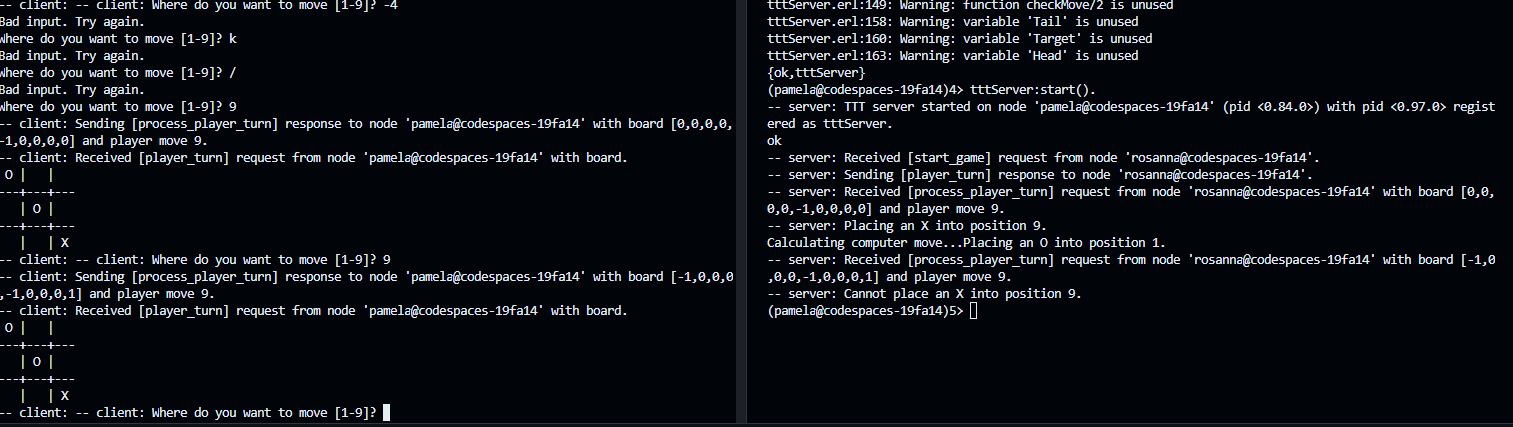 -- client: -- client: Where do you want to move [1-9]? -4
Bad input. Try again.
Where do you want to move [1-9]? k
Bad input. Try again.
Where do you want to move [1-9]? /
Bad input. Try again.
Where do you want to move [1-9]? 9
-- client: Sending [process_player_turn] response to node 'pamela@codespaces-19fa14' with board [0,0,0,0,
-1,0,0,0,0] and player move 9.
-- client: Received [player_turn] request from node 'pamela@codespaces-19fa14' with board.
 O |   |
---+---+---
   | O |
---+---+---
   |   | X
-- client: -- client: Where do you want to move [1-9]? 9
-- client: Sending [process_player_turn] response to node 'pamela@codespaces-19fa14' with board [-1,0,0,0
,-1,0,0,0,1] and player move 9.
-- client: Received [player_turn] request from node 'pamela@codespaces-19fa14' with board.
 O |   |
---+---+---
   | O |
---+---+---
   |   | X
-- client: -- client: Where do you want to move [1-9]?
tttServer.erl:149: Warning: function checkMove/2 is unused
tttServer.erl:158: Warning: variable 'Tail' is unused
tttServer.erl:160: Warning: variable 'Target' is unused
tttServer.erl:163: Warning: variable 'Head' is unused
{ok,tttServer}
(pamela@codespaces-19fa14)4> tttServer:start().
-- server: TTT server started on node 'pamela@codespaces-19fa14' (pid <0.84.0>) with pid <0.97.0> regist
ered as tttServer.
ok
-- server: Received [start_game] request from node 'rosanna@codespaces-19fa14'.
-- server: Sending [player_turn] response to node 'rosanna@codespaces-19fa14'.
-- server: Received [process_player_turn] request from node 'rosanna@codespaces-19fa14' with board [0,0,
0,0,-1,0,0,0,0] and player move 9.
-- server: Placing an X into position 9.
Calculating computer move...Placing an O into position 1.
-- server: Received [process_player_turn] request from node 'rosanna@codespaces-19fa14' with board [-1,0
,0,0,-1,0,0,0,1] and player move 9.
-- server: Cannot place an X into position 9.
(pamela@codespaces-19fa14)5>